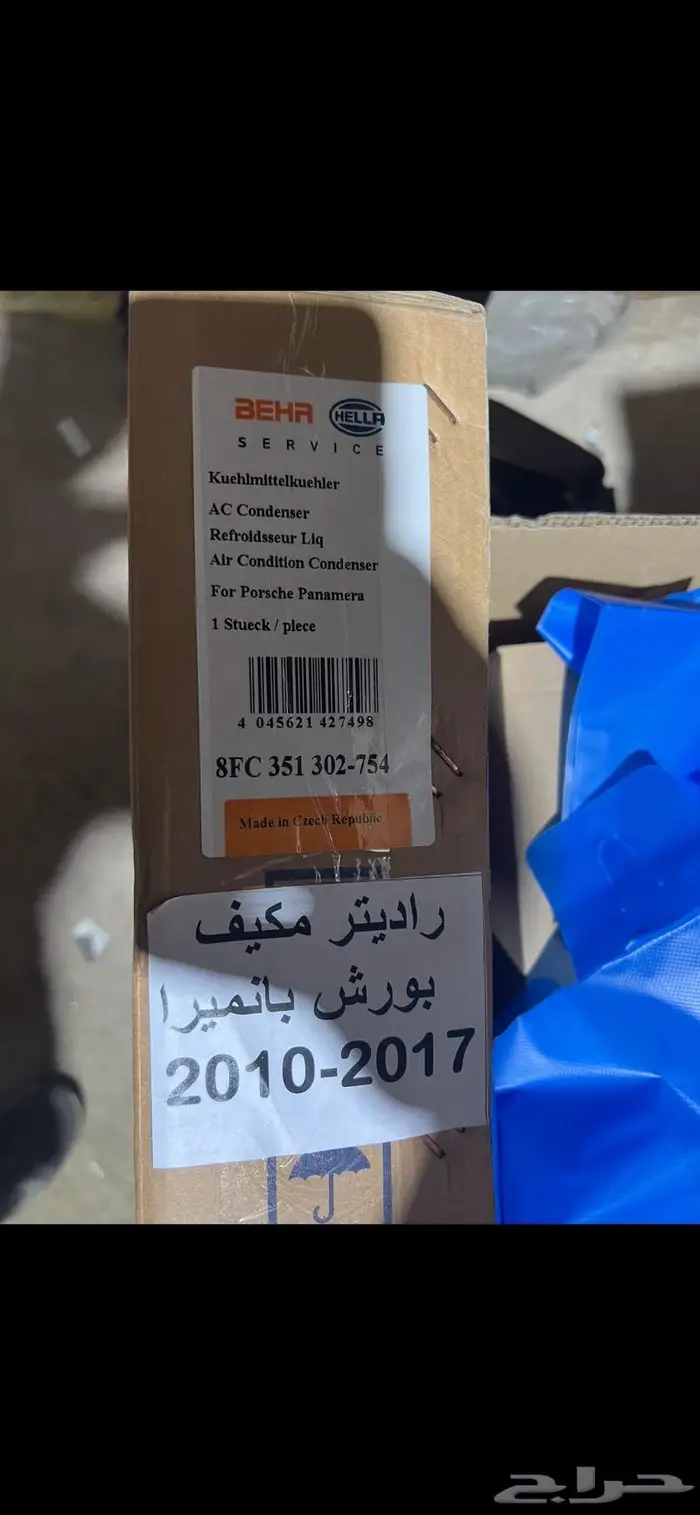 BEHR HELLA
SERVICE
Kuehlmittelkuehler
AC Condenser
Refroidsseur Liq
Air Condition Condenser
For Porsche Panamera
1 Stueck / piece
4 045621 427498
8FC 351 302-754
Made in Czech Republic
راديتر مكيف
بورش بانميرا
2010-2017
حراج